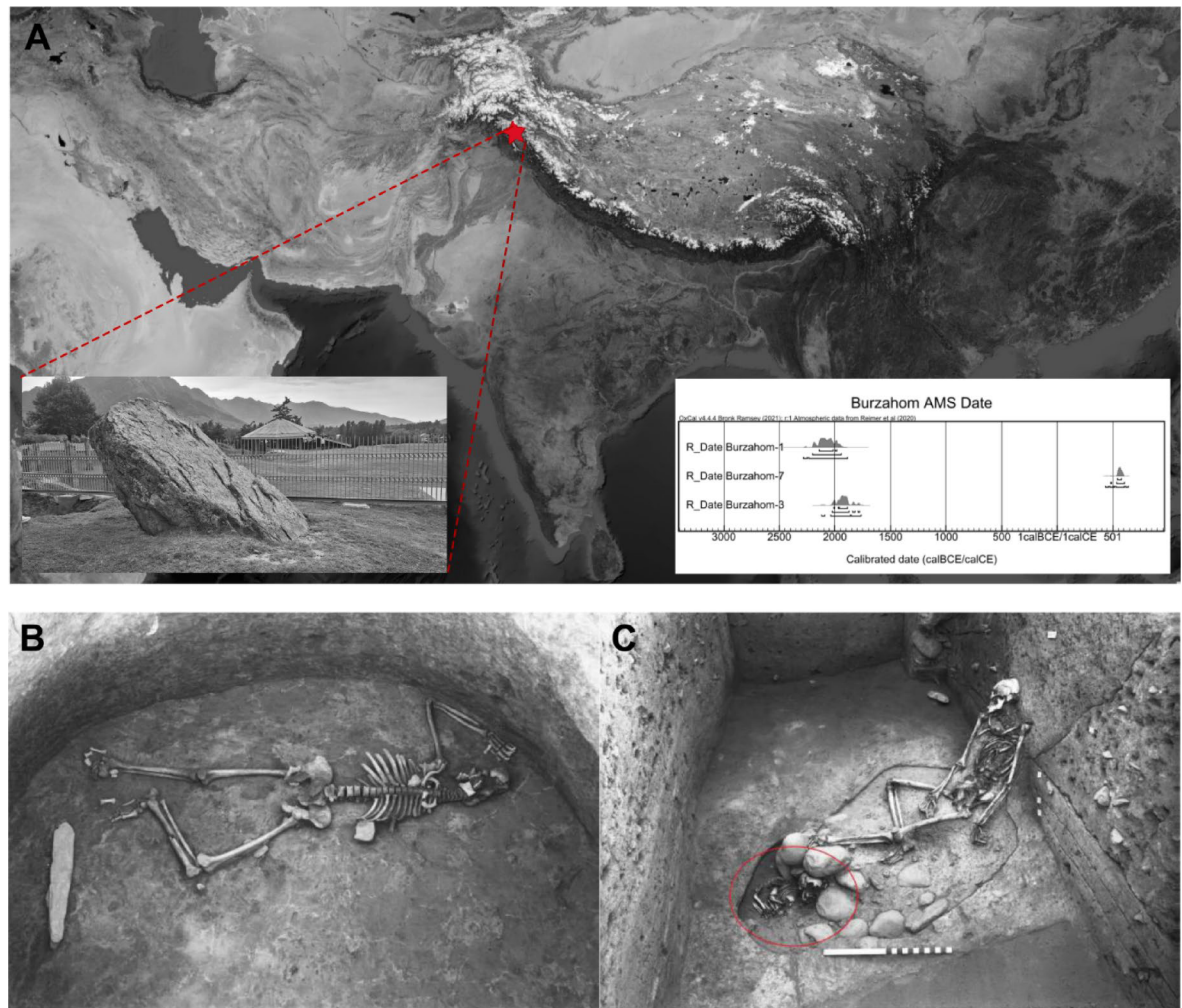 A
Burzahom AMS Date
OxCal v4.4.4 Bronk Ramsey (2021); r:1 Atmospheric data from Reimer et al (2020)
R_Date Burzahom-1
R_Date Burzahom-7
R_Date Burzahom-3
3000 2500 2000 1500 1000 500 1calBCE/1calCE 501
Calibrated date (calBCE/calCE)
B
C